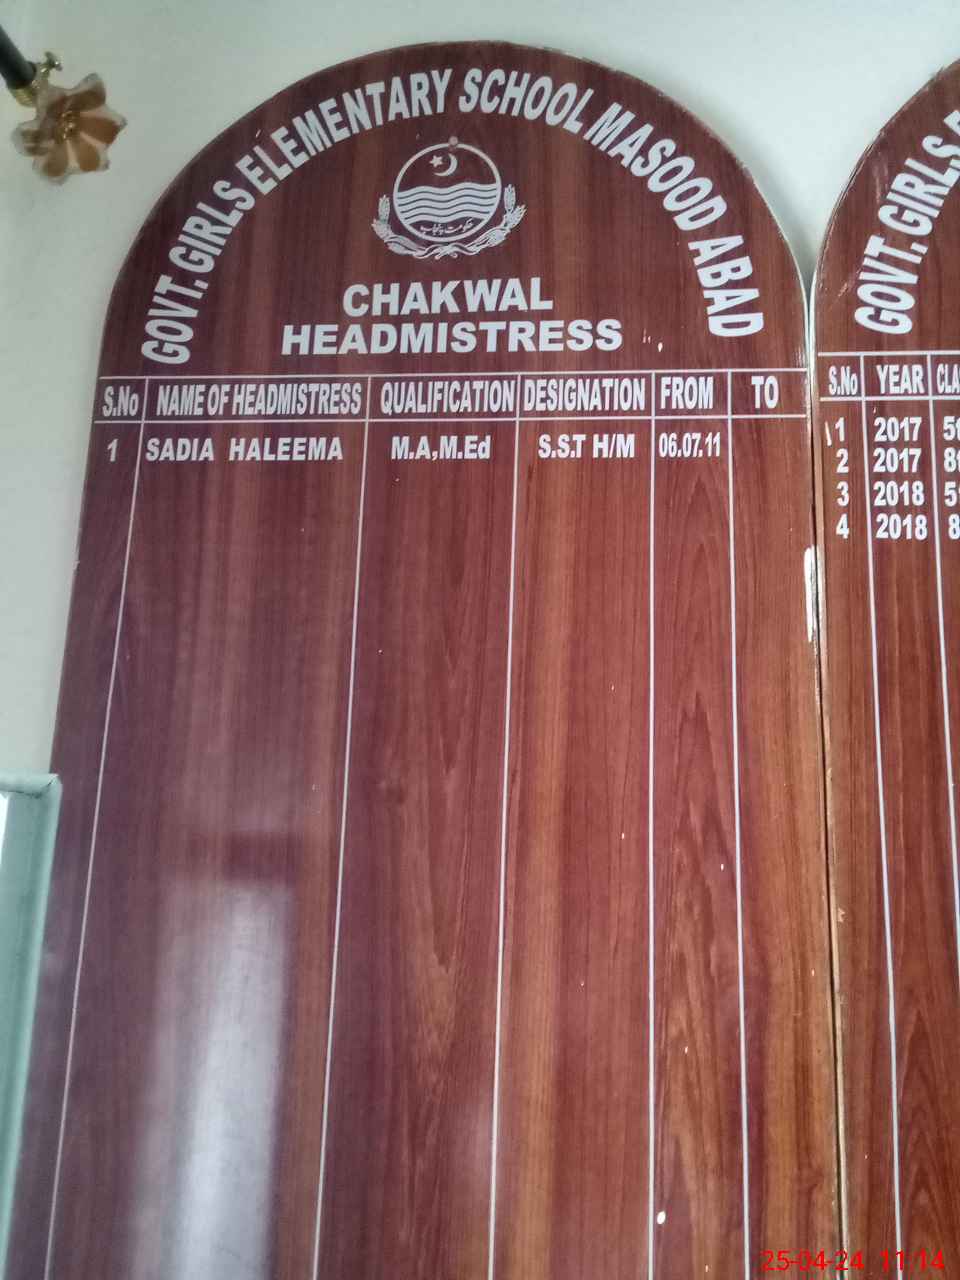 GOVT. GIRLS ELEMENTARY SCHOOL MASOOD ABAD
حکومت پنجاب
CHAKWAL
HEADMISTRESS
S.No NAME OF HEADMISTRESS QUALIFICATION DESIGNATION FROM TO
1 SADIA HALEEMA M.A,M.Ed S.S.T H/M 06.07.11
GOVT. GIRLS
S.No YEAR
1 2017
2 2017
3 2018
4 2018
25-04-24 11:14